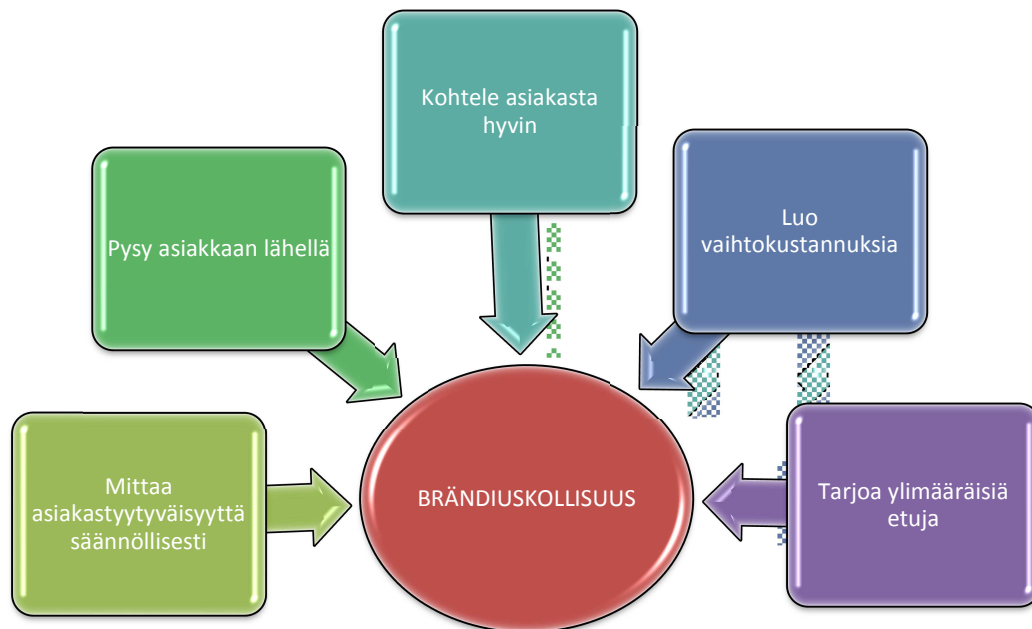 Kohtele asiakasta
hyvin
Pysy asiakkaan lähellä
Luo
vaihtokustannuksia
Mittaa
asiakastyytyväisyyttä
säännöllisesti
BRÄNDIUSKOLLISUUS
Tarjoa ylimääräisiä
etuja